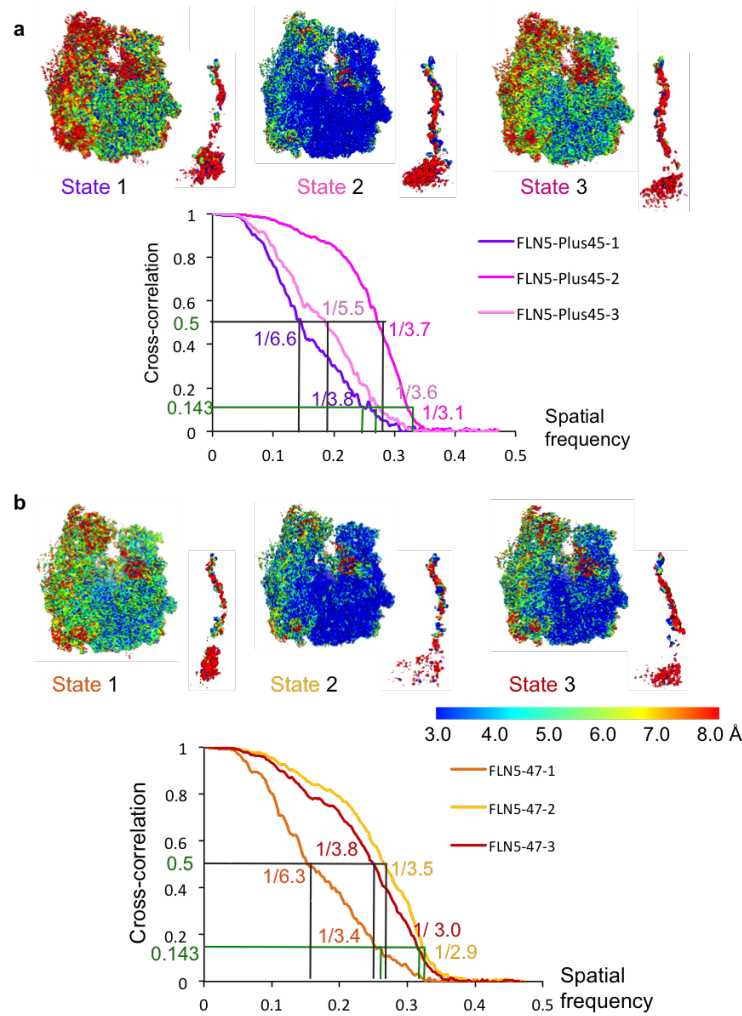 a
State 1
State 2
State 3
1
0.8
0.6
0.5
0.4
0.2
0.143
0
Cross-correlation
1/6.6
1/5.5
1/3.7
1/3.8
1/3.6
1/3.1
FLN5-Plus45-1
FLN5-Plus45-2
FLN5-Plus45-3
0 0.1 0.2 0.3 0.4 0.5
Spatial
frequency
b
State 1
State 2
State 3
3.0 4.0 5.0 6.0 7.0 8.0 Å
1
0.8
0.6
0.5
0.4
0.2
0.143
0
Cross-correlation
1/3.8
1/3.5
1/6.3
1/3.4
1/ 3.0
1/2.9
FLN5-47-1
FLN5-47-2
FLN5-47-3
0 0.1 0.2 0.3 0.4 0.5
Spatial
frequency